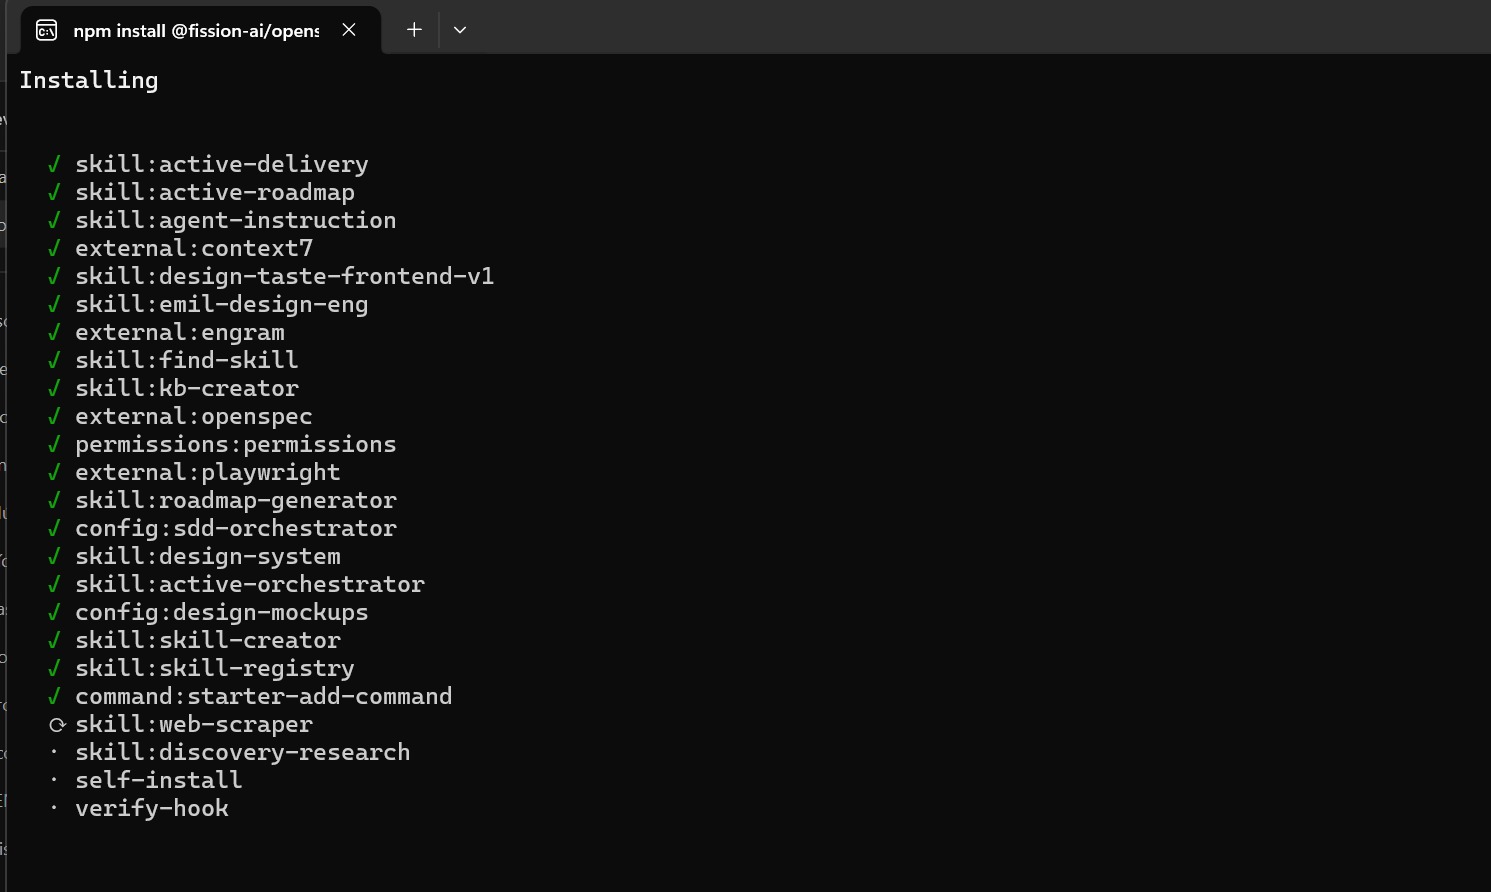 npm install @fission-ai/opens
Installing
✓ skill:active-delivery
✓ skill:active-roadmap
✓ skill:agent-instruction
✓ external:context7
✓ skill:design-taste-frontend-v1
✓ skill:emil-design-eng
✓ external:engram
✓ skill:find-skill
✓ skill:kb-creator
✓ external:openspec
✓ permissions:permissions
✓ external:playwright
✓ skill:roadmap-generator
✓ config:sdd-orchestrator
✓ skill:design-system
✓ skill:active-orchestrator
✓ config:design-mockups
✓ skill:skill-creator
✓ skill:skill-registry
✓ command:starter-add-command
⟳ skill:web-scraper
· skill:discovery-research
· self-install
· verify-hook